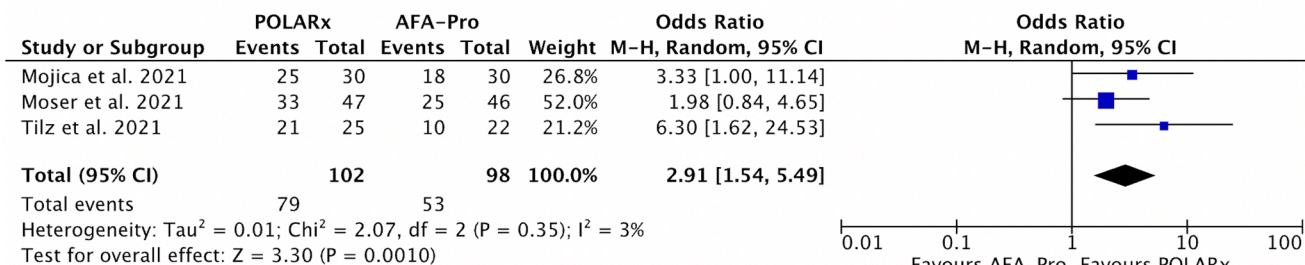 POLARx AFA-Pro Odds Ratio Odds Ratio
Study or Subgroup Events Total Events Total Weight M-H, Random, 95% CI M-H, Random, 95% CI
Mojica et al. 2021 25 30 18 30 26.8% 3.33 [1.00, 11.14]
Moser et al. 2021 33 47 25 46 52.0% 1.98 [0.84, 4.65]
Tilz et al. 2021 21 25 10 22 21.2% 6.30 [1.62, 24.53]
Total (95% CI) 102 98 100.0% 2.91 [1.54, 5.49]
Total events 79 53
Heterogeneity: Tau² = 0.01; Chi² = 2.07, df = 2 (P = 0.35); I² = 3%
Test for overall effect: Z = 3.30 (P = 0.0010)
0.01 0.1 1 10 100
Favours AFA-Pro Favours POLARx